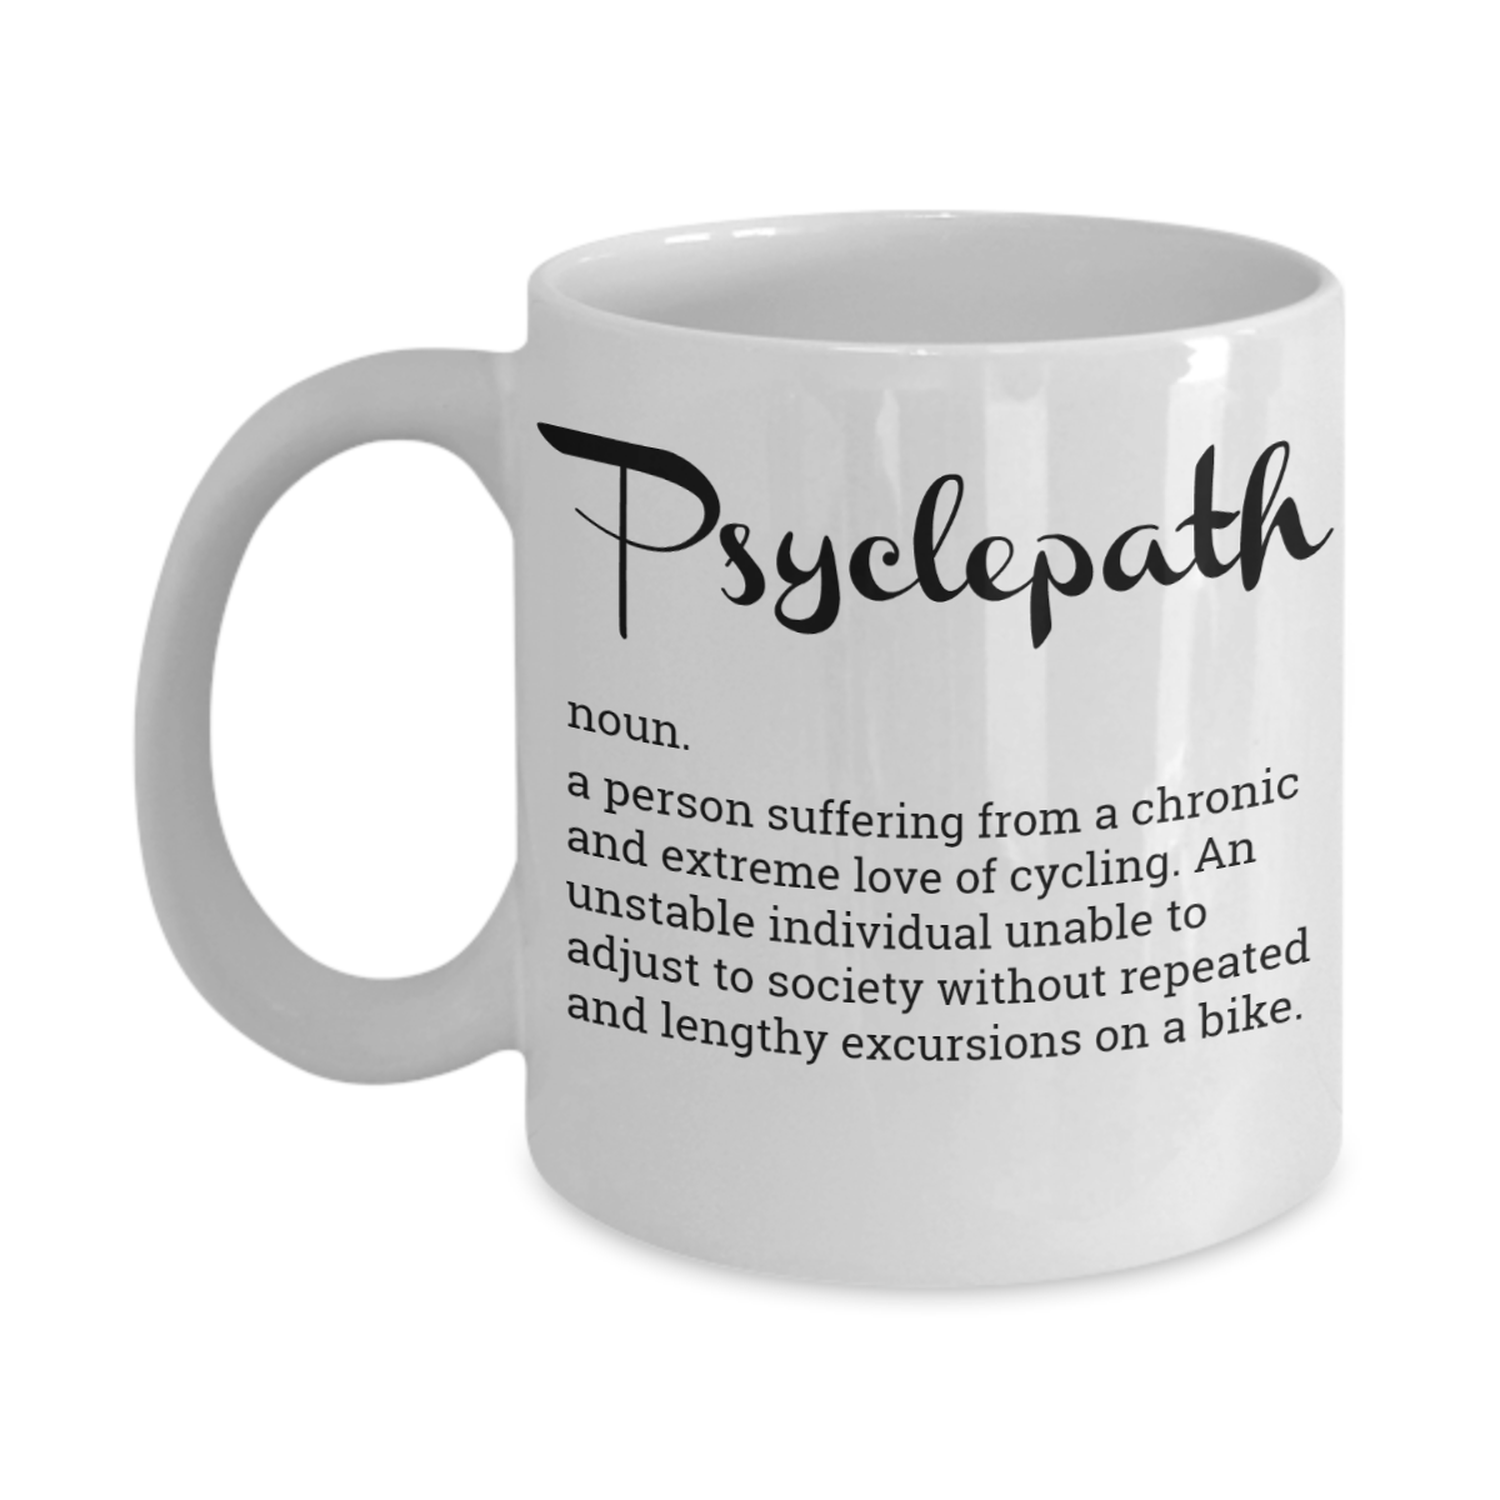 Psyclepath
noun.
a person suffering from a chronic
and extreme love of cycling. An
unstable individual unable to
adjust to society without repeated
and lengthy excursions on a bike.